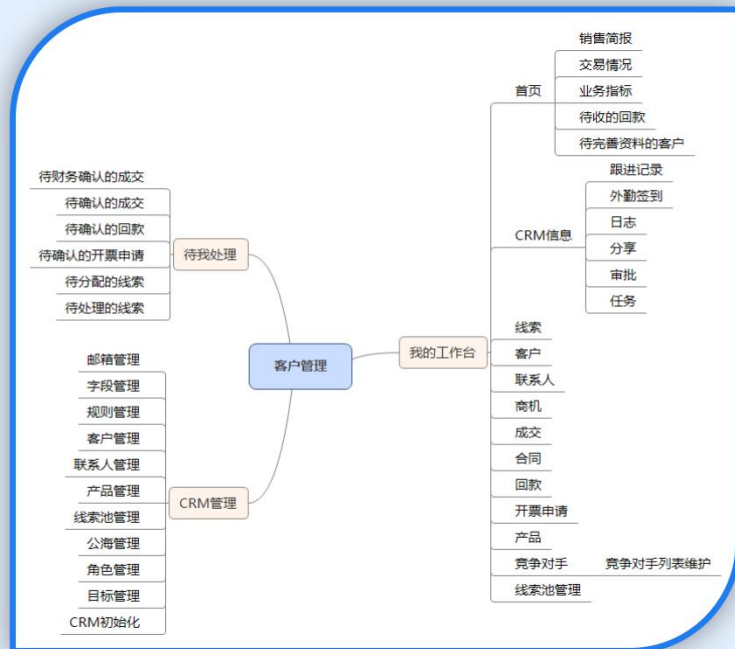 待财务确认的成交
待确认的成交
待确认的回款
待确认的开票申请
待分配的线索
待处理的线索
待我处理
邮箱管理
字段管理
规则管理
客户管理
联系人管理
产品管理
线索池管理
公海管理
角色管理
目标管理
CRM初始化
CRM管理
客户管理
我的工作台
首页
销售简报
交易情况
业务指标
待收的回款
待完善资料的客户
CRM信息
跟进记录
外勤签到
日志
分享
审批
任务
线索
客户
联系人
商机
成交
合同
回款
开票申请
产品
竞争对手
竞争对手列表维护
线索池管理